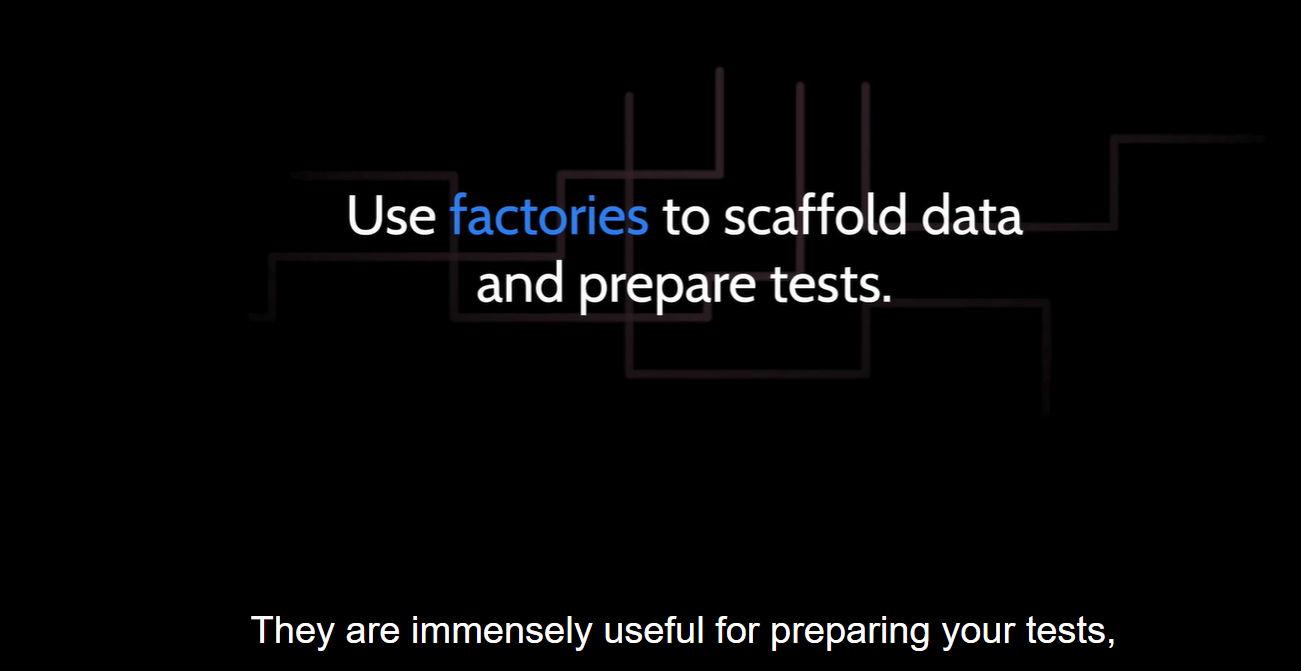 Use factories to scaffold data
and prepare tests.
They are immensely useful for preparing your tests,